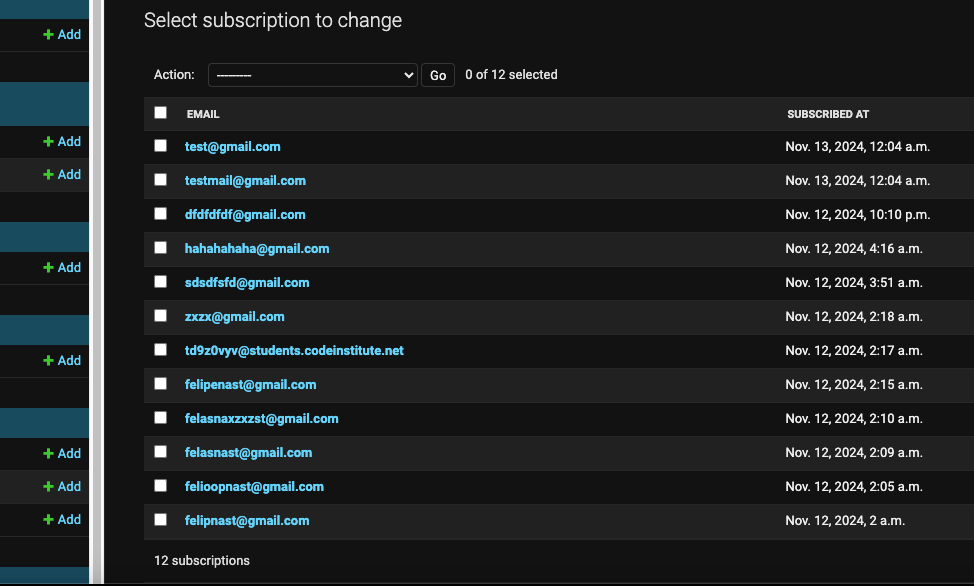 Select subscription to change
Add
Action: --------- Go 0 of 12 selected
EMAIL SUBSCRIBED AT
Add
test@gmail.com Nov. 13, 2024, 12:04 a.m.
Add
testmail@gmail.com Nov. 13, 2024, 12:04 a.m.
dfdfdfdf@gmail.com Nov. 12, 2024, 10:10 p.m.
hahahahaha@gmail.com Nov. 12, 2024, 4:16 a.m.
Add
sdsdfsfd@gmail.com Nov. 12, 2024, 3:51 a.m.
zxzx@gmail.com Nov. 12, 2024, 2:18 a.m.
td9z0vyv@students.codeinstitute.net Nov. 12, 2024, 2:17 a.m.
Add
felipenast@gmail.com Nov. 12, 2024, 2:15 a.m.
felasnaxzxzst@gmail.com Nov. 12, 2024, 2:10 a.m.
felasnast@gmail.com Nov. 12, 2024, 2:09 a.m.
Add
felioopnast@gmail.com Nov. 12, 2024, 2:05 a.m.
Add
felipnast@gmail.com Nov. 12, 2024, 2 a.m.
Add
12 subscriptions